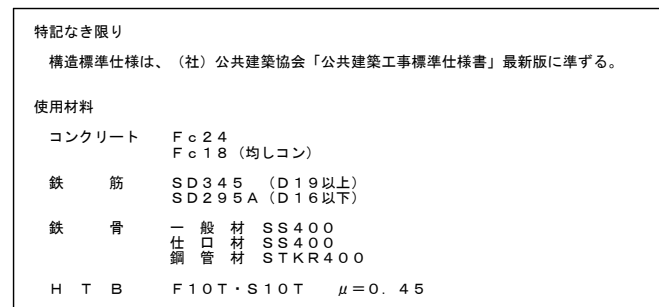 特記なき限り
構造標準仕様は、（社）公共建築協会「公共建築工事標準仕様書」最新版に準ずる。
使用材料
コンクリート　Ｆｃ２４
Ｆｃ１８（均しコン）
鉄　　筋　ＳＤ３４５　（Ｄ１９以上）
ＳＤ２９５Ａ（Ｄ１６以下）
鉄　　骨　一　般　材　ＳＳ４００
仕　口　材　ＳＳ４００
鋼　管　材　ＳＴＫＲ４００
Ｈ　Ｔ　Ｂ　Ｆ１０Ｔ・Ｓ１０Ｔ　μ＝０．４５